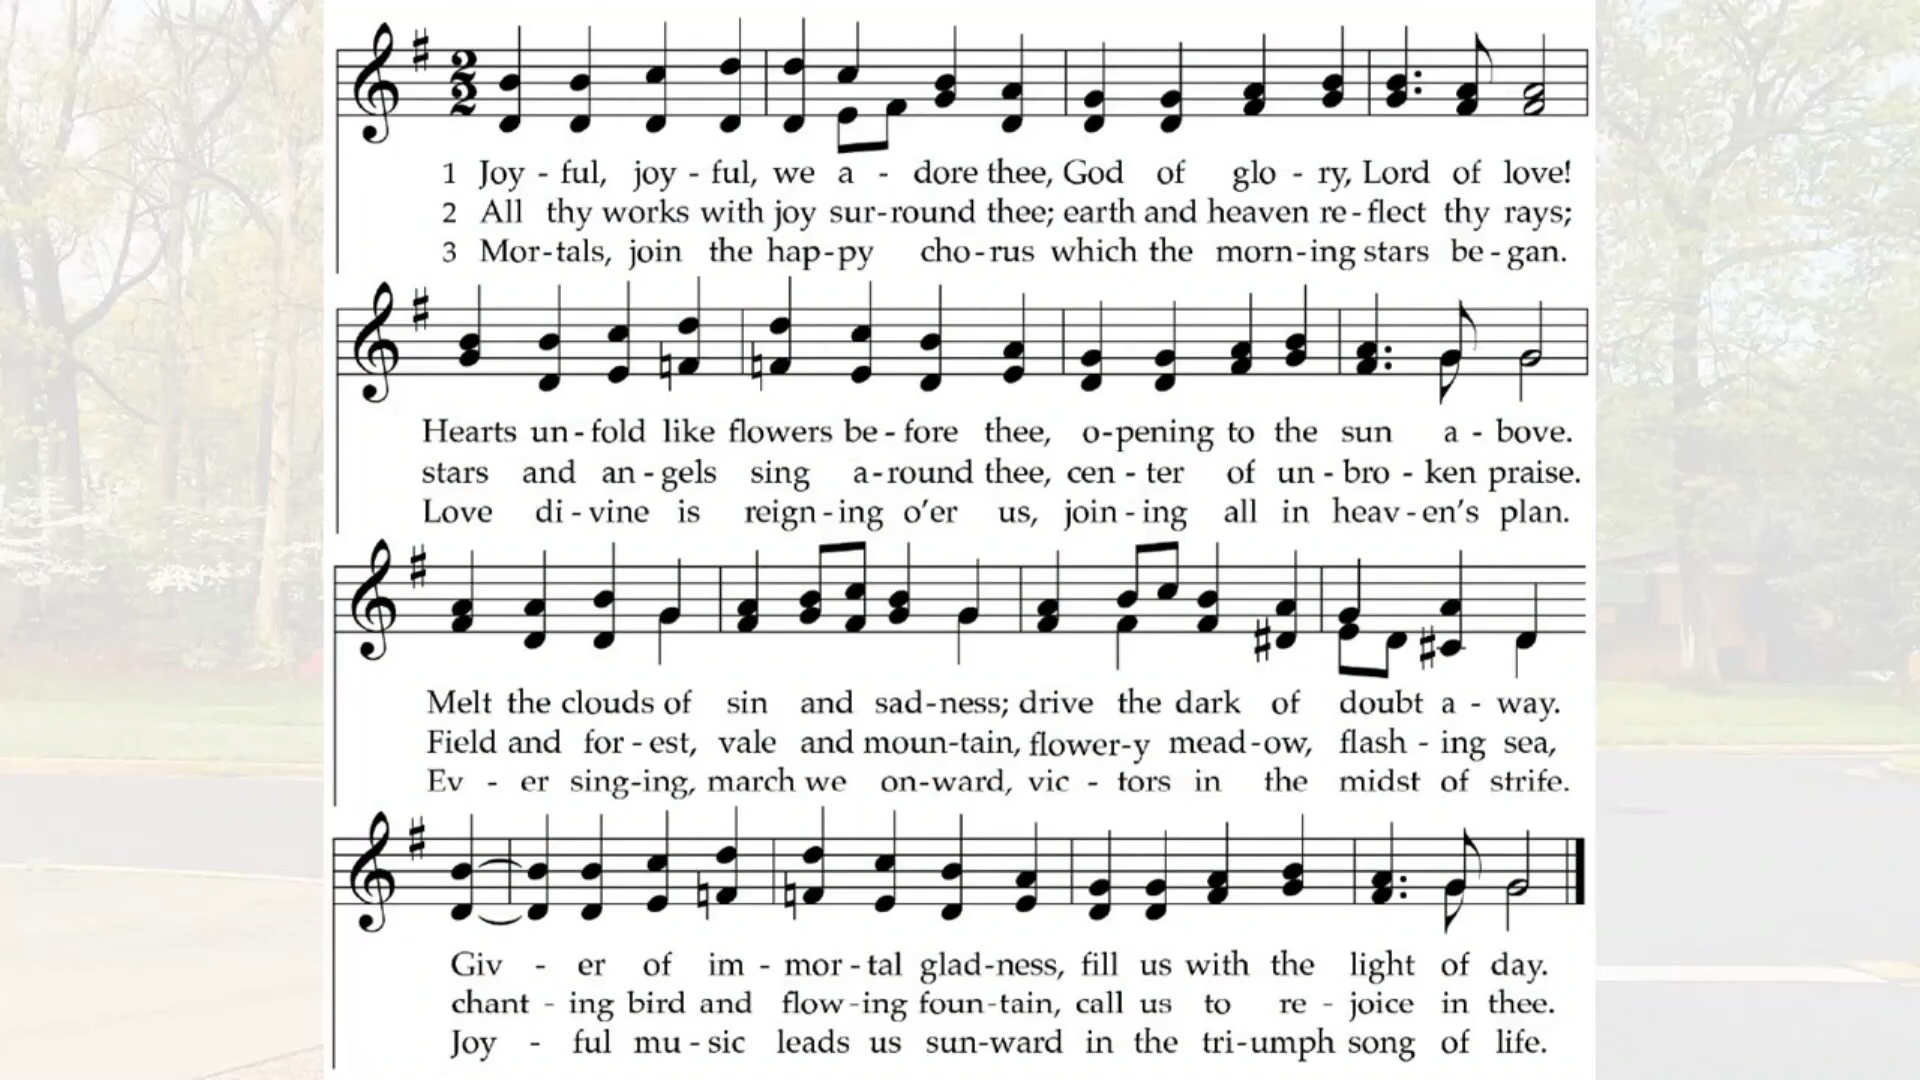 1 Joy - ful, joy - ful, we a - dore thee, God of glo - ry, Lord of love!
2 All thy works with joy sur-round thee; earth and heaven re-flect thy rays;
3 Mor-tals, join the hap-py cho-rus which the morn-ing stars be-gan.
Hearts un-fold like flowers be-fore thee, o-pening to the sun a - bove.
stars and an-gels sing a-round thee, cen-ter of un-bro-ken praise.
Love di-vine is reign-ing o’er us, join-ing all in heav-en’s plan.
Melt the clouds of sin and sad-ness; drive the dark of doubt a - way.
Field and for-est, vale and moun-tain, flower-y mead-ow, flash-ing sea,
Ev - er sing-ing, march we on-ward, vic - tors in the midst of strife.
Giv - er of im - mor-tal glad-ness, fill us with the light of day.
chant - ing bird and flow-ing foun-tain, call us to re - joice in thee.
Joy - ful mu-sic leads us sun-ward in the tri-umph song of life.